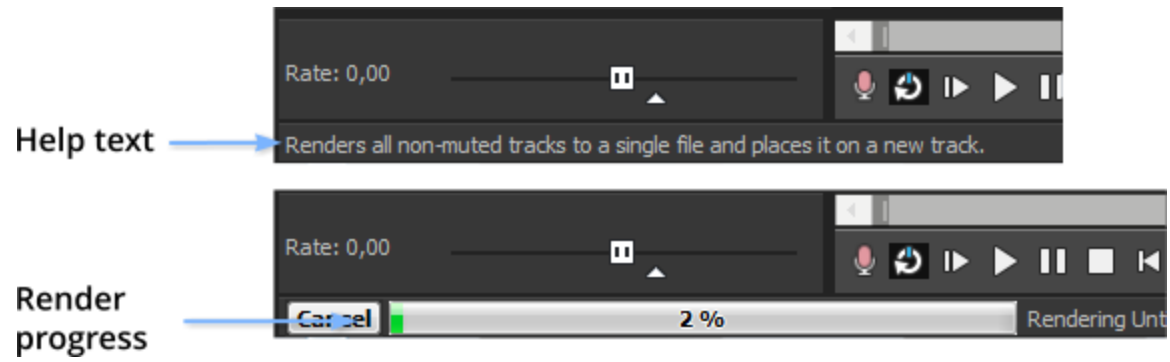 Rate: 0,00
Help text
Renders all non-muted tracks to a single file and places it on a new track.
Rate: 0,00
Render
progress
Cancel
2 %
Rendering Unt